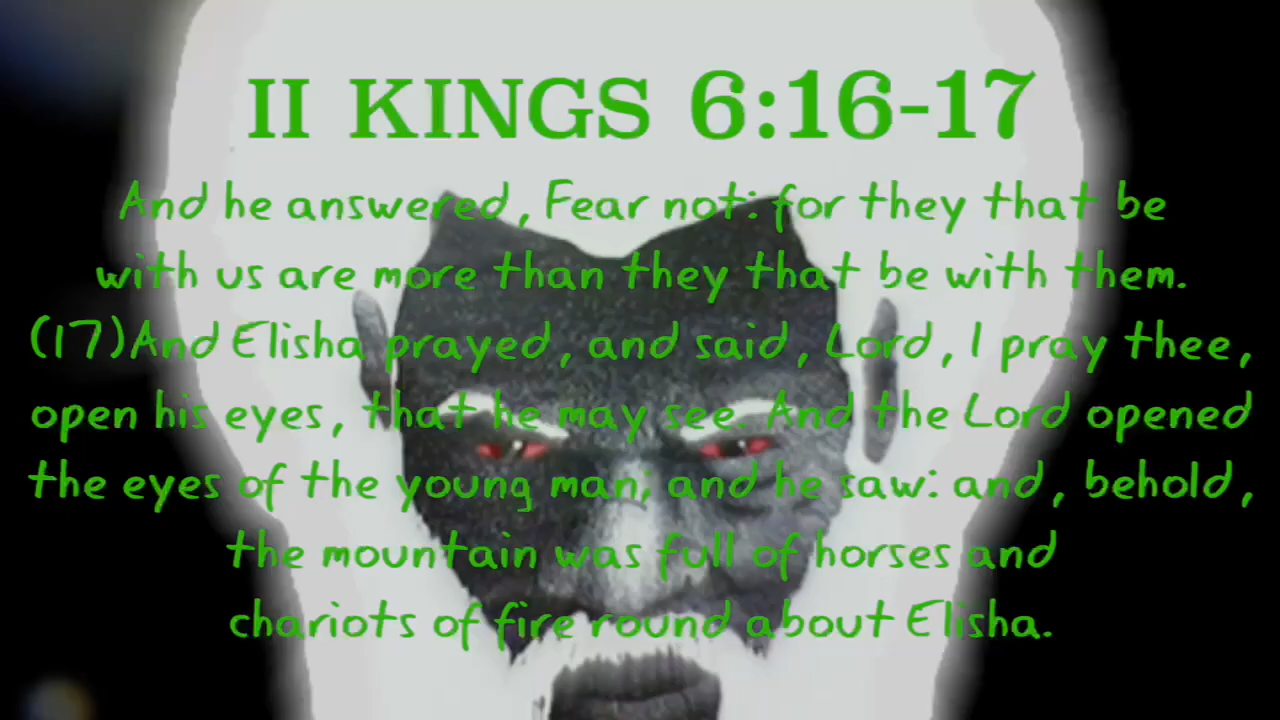 II KINGS 6:16-17
And he answered, Fear not: for they that be
with us are more than they that be with them.
(17)And Elisha prayed, and said, Lord, I pray thee,
open his eyes, that he may see. And the Lord opened
the eyes of the young man; and he saw: and, behold,
the mountain was full of horses and
chariots of fire round about Elisha.